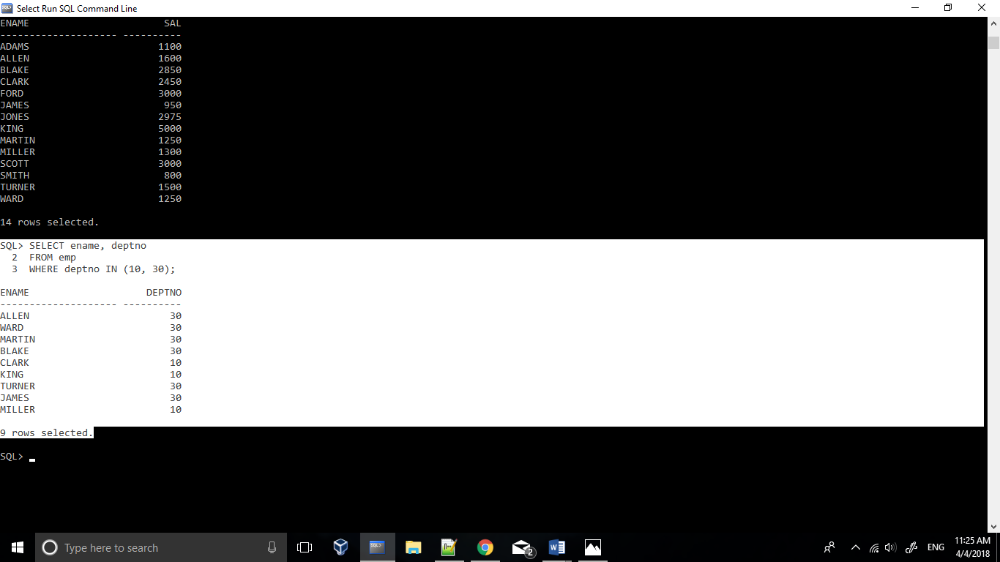 Select Run SQL Command Line
ENAME                       SAL
-------------------- ----------
ADAMS                      1100
ALLEN                      1600
BLAKE                      2850
CLARK                      2450
FORD                       3000
JAMES                       950
JONES                      2975
KING                       5000
MARTIN                     1250
MILLER                     1300
SCOTT                      3000
SMITH                       800
TURNER                     1500
WARD                       1250
14 rows selected.
SQL> SELECT ename, deptno
  2  FROM emp
  3  WHERE deptno IN (10, 30);
ENAME                    DEPTNO
-------------------- ----------
ALLEN                        30
WARD                         30
MARTIN                       30
BLAKE                        30
CLARK                        10
KING                         10
TURNER                       30
JAMES                        30
MILLER                       10
9 rows selected.
SQL>
Type here to search
2
ENG
11:25 AM
4/4/2018